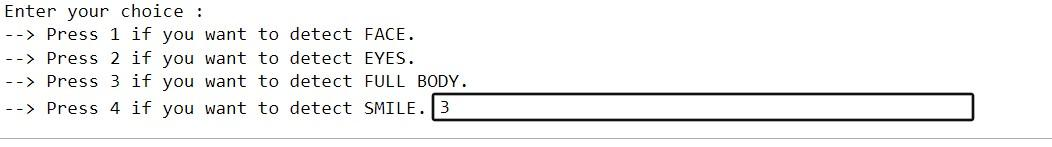 Enter your choice :
--> Press 1 if you want to detect FACE.
--> Press 2 if you want to detect EYES.
--> Press 3 if you want to detect FULL BODY.
--> Press 4 if you want to detect SMILE. 3